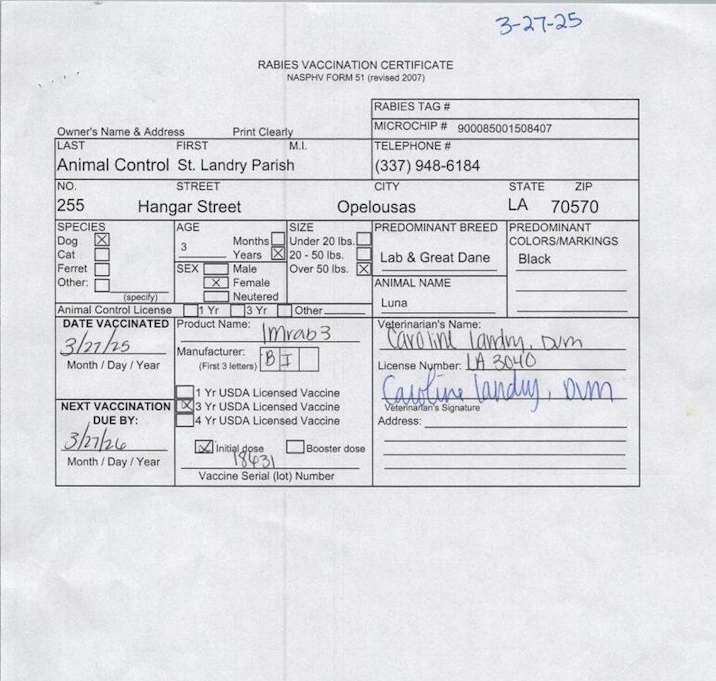 3-27-25
RABIES VACCINATION CERTIFICATE
NASPHV FORM 51 (revised 2007)
RABIES TAG #
Owner's Name & Address Print Clearly
MICROCHIP # 900085001508407
LAST FIRST M.I. TELEPHONE #
Animal Control St. Landry Parish (337) 948-6184
NO. STREET CITY STATE ZIP
255 Hangar Street Opelousas LA 70570
SPECIES
Dog X
Cat
Ferret
Other:
(specify)
AGE
3
Months
Years X
SEX Male
X Female
Neutered
SIZE
Under 20 lbs.
20 - 50 lbs.
Over 50 lbs. X
PREDOMINANT BREED
Lab & Great Dane
ANIMAL NAME
Luna
PREDOMINANT
COLORS/MARKINGS
Black
Animal Control License 1 Yr 3 Yr Other
DATE VACCINATED
3/27/25
Month / Day / Year
NEXT VACCINATION
DUE BY:
3/27/26
Month / Day / Year
Product Name: Imrab 3
Manufacturer: B I
(First 3 letters)
1 Yr USDA Licensed Vaccine
X 3 Yr USDA Licensed Vaccine
4 Yr USDA Licensed Vaccine
X Initial dose Booster dose
18431
Vaccine Serial (lot) Number
Veterinarian's Name:
Caroline Landry, DVM
License Number: LA 3040
Caroline Landry, DVM
Veterinarian's Signature
Address: